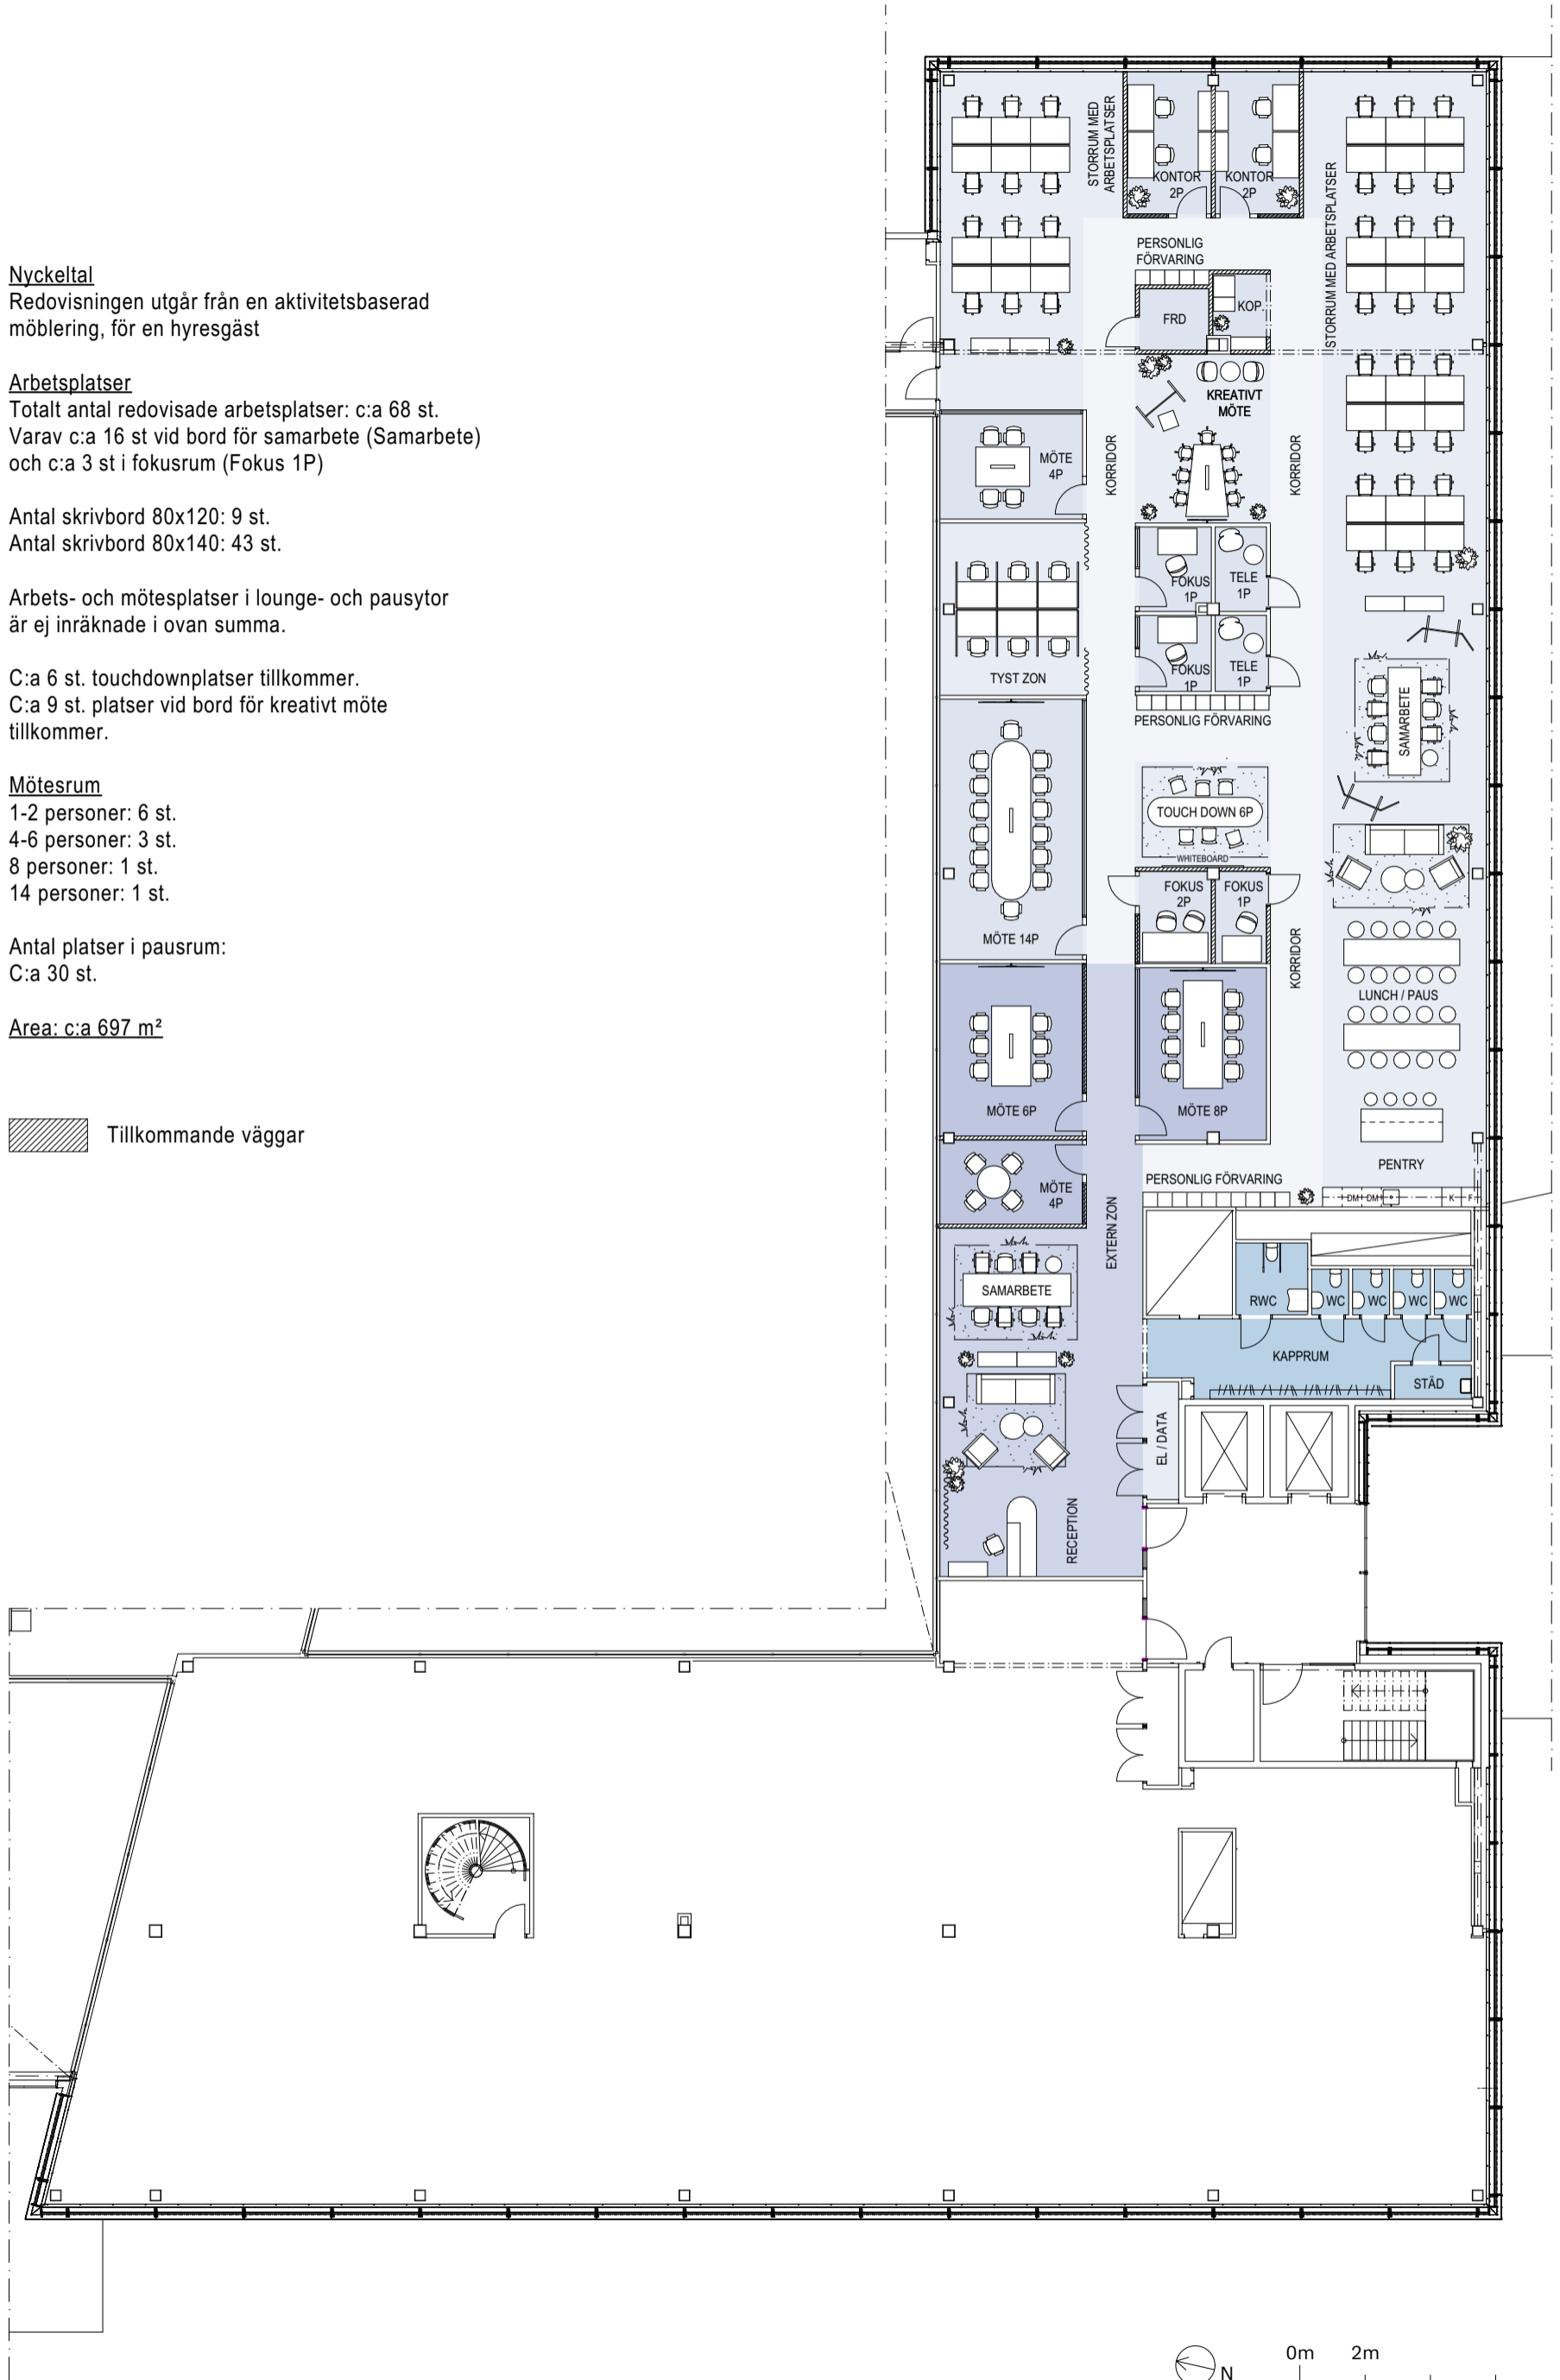 Nyckeltal
Redovisningen utgår från en aktivitetsbaserad
möblering, för en hyresgäst
Arbetsplatser
Totalt antal redovisade arbetsplatser: c:a 68 st.
Varav c:a 16 st vid bord för samarbete (Samarbete)
och c:a 3 st i fokusrum (Fokus 1P)
Antal skrivbord 80x120: 9 st.
Antal skrivbord 80x140: 43 st.
Arbets- och mötesplatser i lounge- och pausytor
är ej inräknade i ovan summa.
C:a 6 st. touchdownplatser tillkommer.
C:a 9 st. platser vid bord för kreativt möte
tillkommer.
Mötesrum
1-2 personer: 6 st.
4-6 personer: 3 st.
8 personer: 1 st.
14 personer: 1 st.
Antal platser i pausrum:
C:a 30 st.
Area: c:a 697 m²
Tillkommande väggar
STORRUM MED
ARBETSPLATSER
KONTOR
2P
KONTOR
2P
STORRUM MED ARBETSPLATSER
PERSONLIG
FÖRVARING
FRD
KOP.
KREATIVT
MÖTE
MÖTE
4P
KORRIDOR
KORRIDOR
FOKUS
1P
TELE
1P
FOKUS
1P
TELE
1P
TYST ZON
PERSONLIG FÖRVARING
SAMARBETE
TOUCH DOWN 6P
WHITEBOARD
FOKUS
2P
FOKUS
1P
MÖTE 14P
KORRIDOR
LUNCH / PAUS
MÖTE 6P
MÖTE 8P
PENTRY
MÖTE
4P
PERSONLIG FÖRVARING
DM
DM
K
F
EXTERN ZON
SAMARBETE
RWC
WC
WC
WC
WC
KAPPRUM
STÄD
EL / DATA
RECEPTION
N
0m
2m